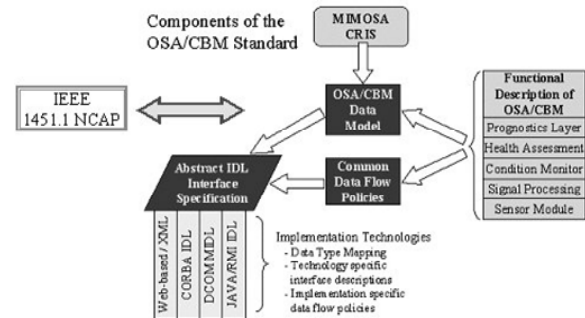 Components of the
OSA/CBM Standard
MIMOSA
CRIS
IEEE
1451.1 NCAP
OSA/CBM
Data
Model
Functional
Description of
OSA/CBM
Prognostics Layer
Health Assessment
Condition Monitor
Signal Processing
Sensor Module
Abstract IDL
Interface
Specification
Common
Data Flow
Policies
Web-based / XML
CORBA IDL
DCOM/MIDL
JAVA/RMI IDL
Implementation Technologies
- Data Type Mapping
- Technology specific
interface descriptions
- Implementation specific
data flow policies